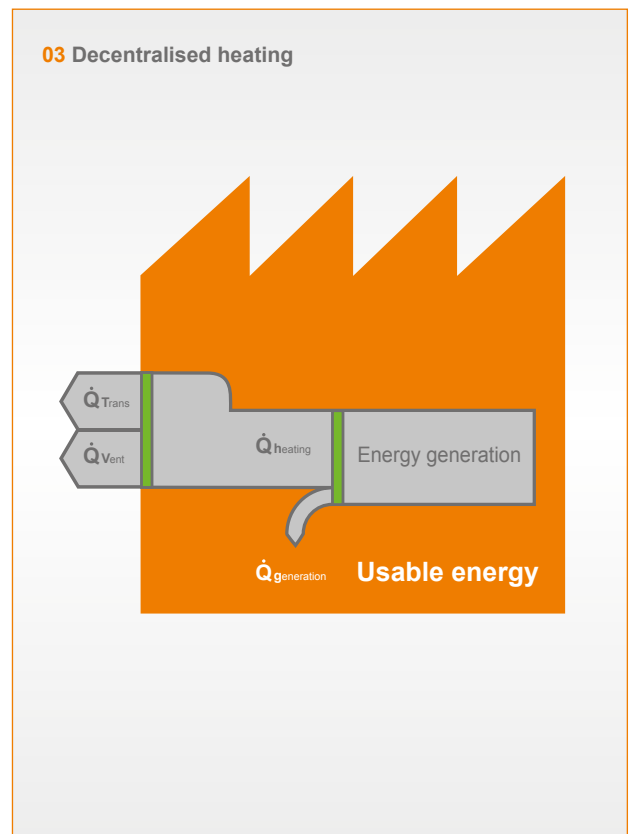 03 Decentralised heating
Q̇ Trans
Q̇ Vent
Q̇ heating
Energy generation
Q̇ generation
Usable energy